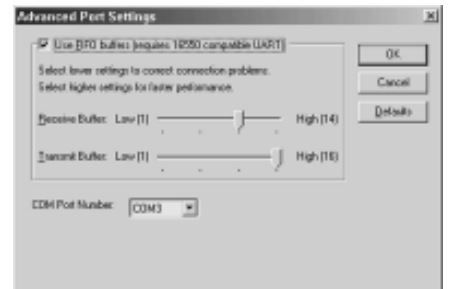 Advanced Port Settings
Use FIFO buffers (requires 16550 compatible UART)
Select lower settings to correct connection problems.
Select higher settings for faster performance.
Receive Buffer: Low (1) High (14)
Transmit Buffer: Low (1) High (16)
COM Port Number: COM3
OK
Cancel
Defaults